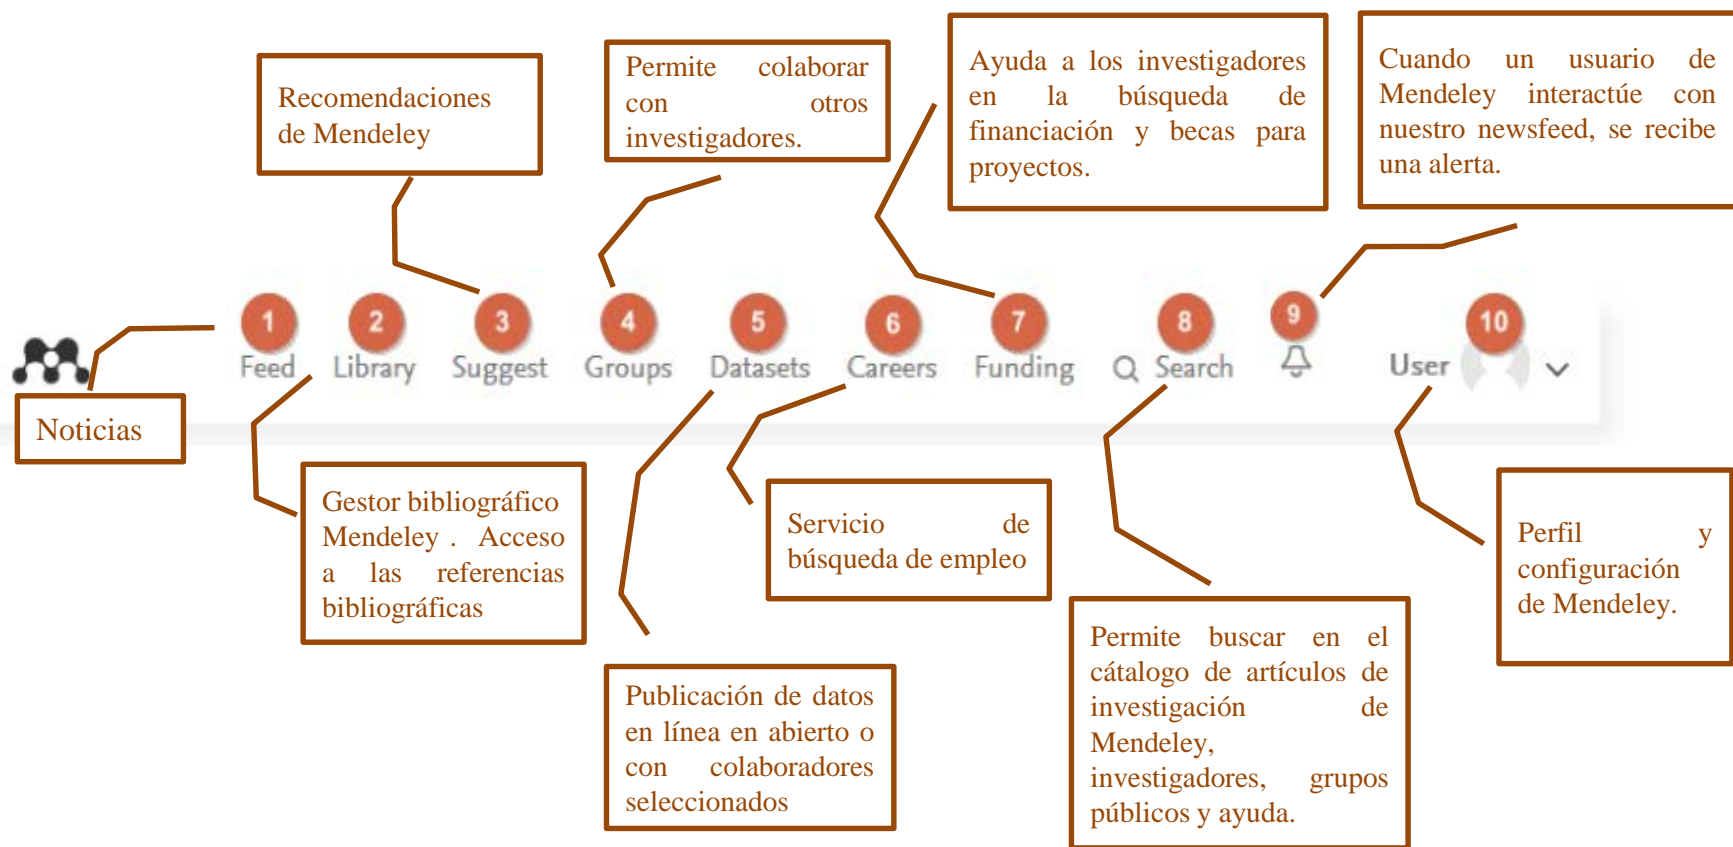 Recomendaciones
de Mendeley
Permite colaborar
con otros
investigadores.
Ayuda a los investigadores
en la búsqueda de
financiación y becas para
proyectos.
Cuando un usuario de
Mendeley interactúe con
nuestro newsfeed, se recibe
una alerta.
1 2 3 4 5 6 7 8 9 10
Feed Library Suggest Groups Datasets Careers Funding Search User
Noticias
Gestor bibliográfico
Mendeley . Acceso
a las referencias
bibliográficas
Servicio de
búsqueda de empleo
Perfil y
configuración
de Mendeley.
Publicación de datos
en línea en abierto o
con colaboradores
seleccionados
Permite buscar en el
cátalogo de artículos de
investigación de
Mendeley,
investigadores, grupos
públicos y ayuda.